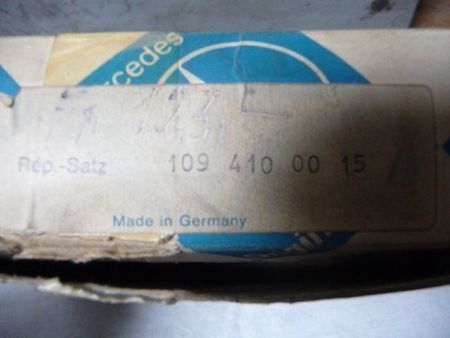 Mercedes
Rep.-Satz 109 410 00 15
Made in Germany